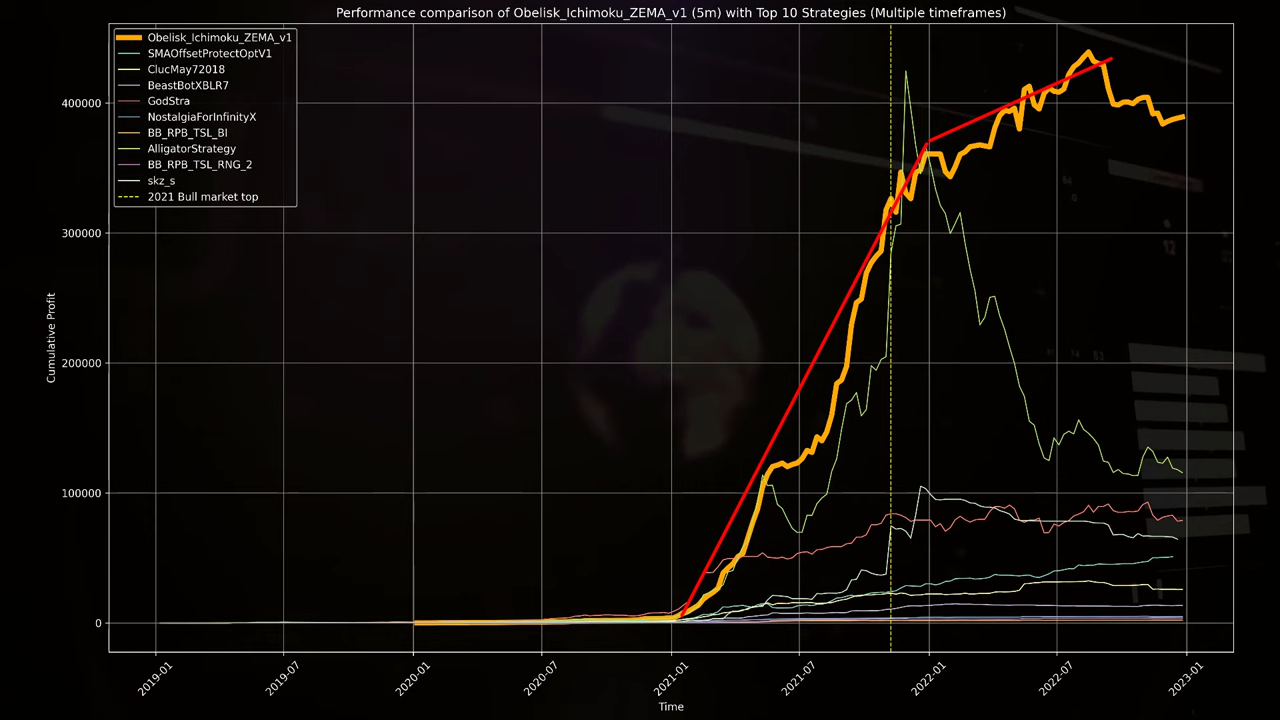 Performance comparison of Obelisk_Ichimoku_ZEMA_v1 (5m) with Top 10 Strategies (Multiple timeframes)
Obelisk_Ichimoku_ZEMA_v1
SMAOffsetProtectOptV1
ClucMay72018
BeastBotXBLR7
GodStra
NostalgiaForInfinityX
BB_RPB_TSL_BI
AlligatorStrategy
BB_RPB_TSL_RNG_2
skz_s
2021 Bull market top
Cumulative Profit
400000
300000
200000
100000
0
2019-01
2019-07
2020-01
2020-07
2021-01
2021-07
2022-01
2022-07
2023-01
Time
12